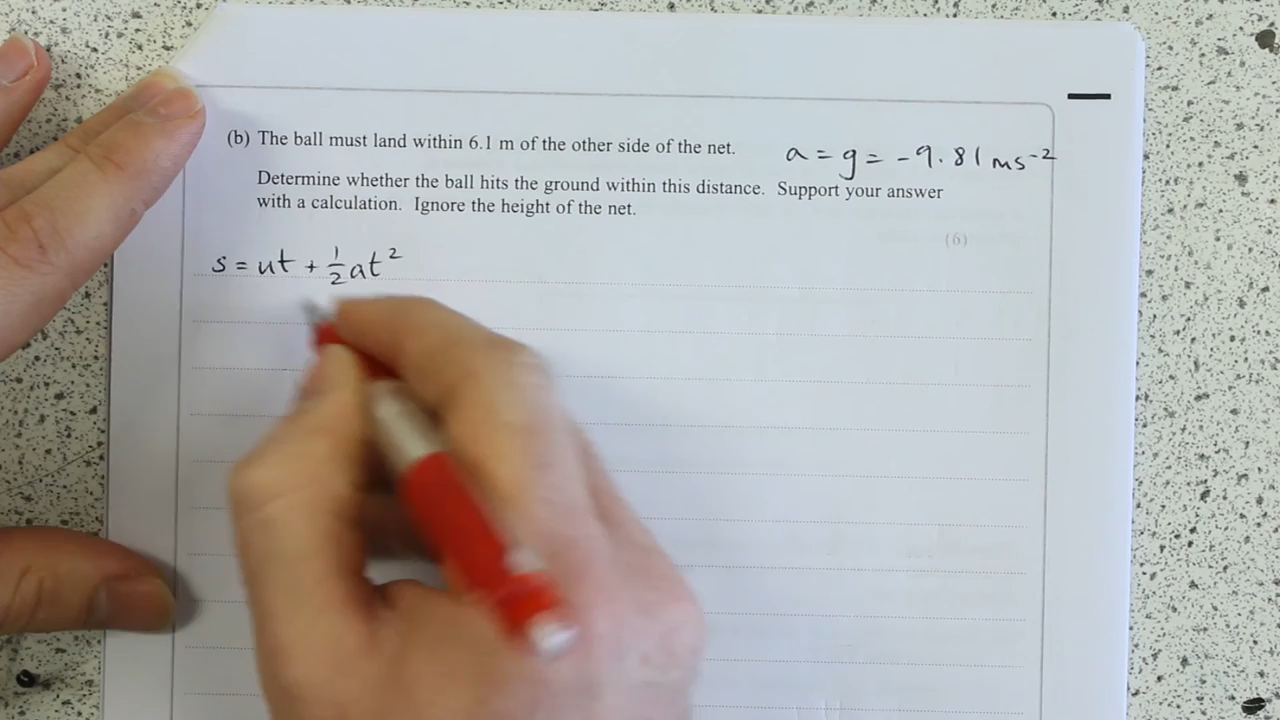 (b) The ball must land within 6.1 m of the other side of the net.
a = g = -9.81 ms⁻²
Determine whether the ball hits the ground within this distance. Support your answer
with a calculation. Ignore the height of the net.
(6)
s = ut + ½at²